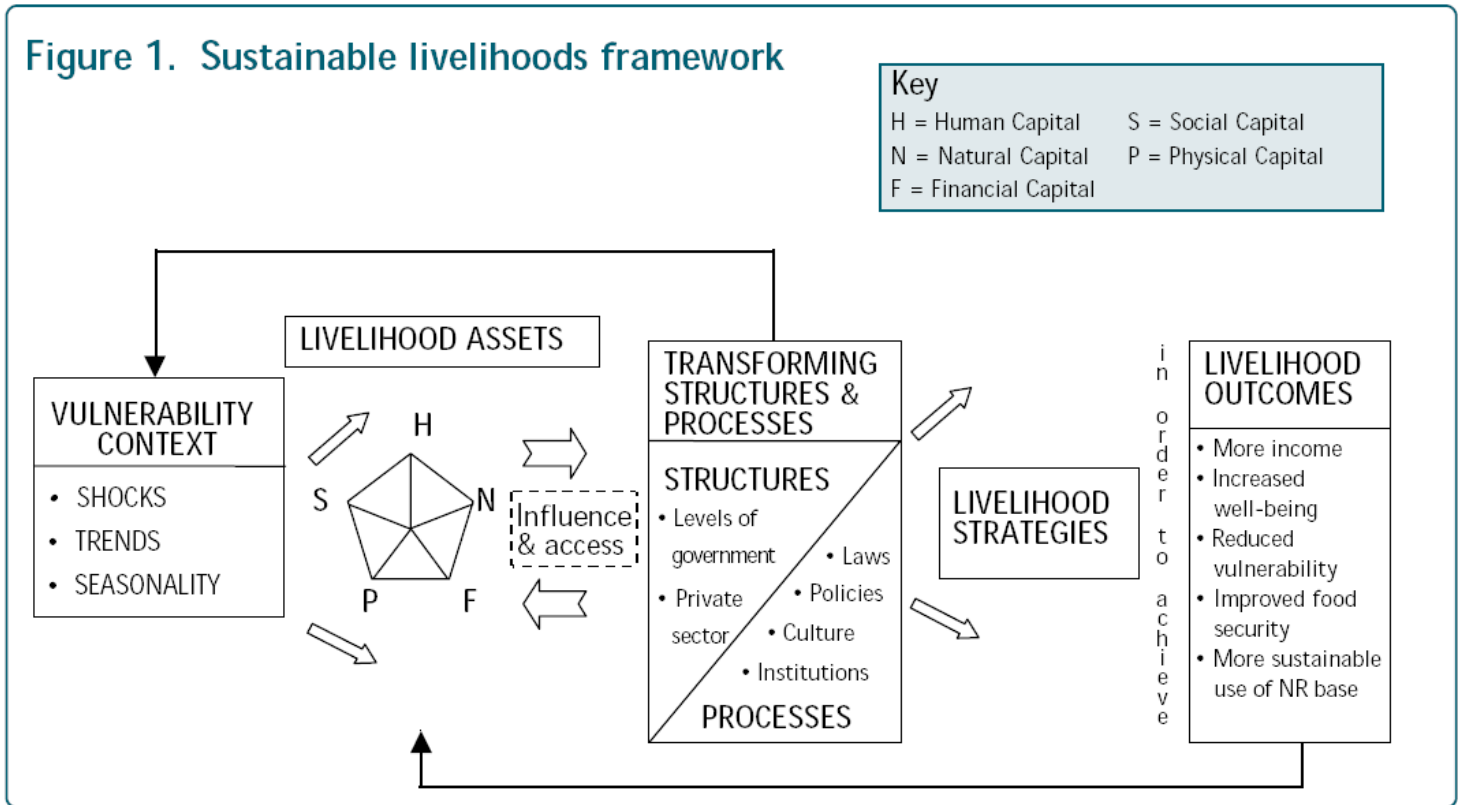 Figure 1. Sustainable livelihoods framework
Key
H = Human Capital S = Social Capital
N = Natural Capital P = Physical Capital
F = Financial Capital
LIVELIHOOD ASSETS
VULNERABILITY
CONTEXT
• SHOCKS
• TRENDS
• SEASONALITY
H
S
N
P
F
Influence
& access
TRANSFORMING
STRUCTURES &
PROCESSES
STRUCTURES
• Levels of
government
• Private
sector
• Laws
• Policies
• Culture
• Institutions
PROCESSES
LIVELIHOOD
STRATEGIES
in order to achieve
LIVELIHOOD
OUTCOMES
• More income
• Increased
well-being
• Reduced
vulnerability
• Improved food
security
• More sustainable
use of NR base